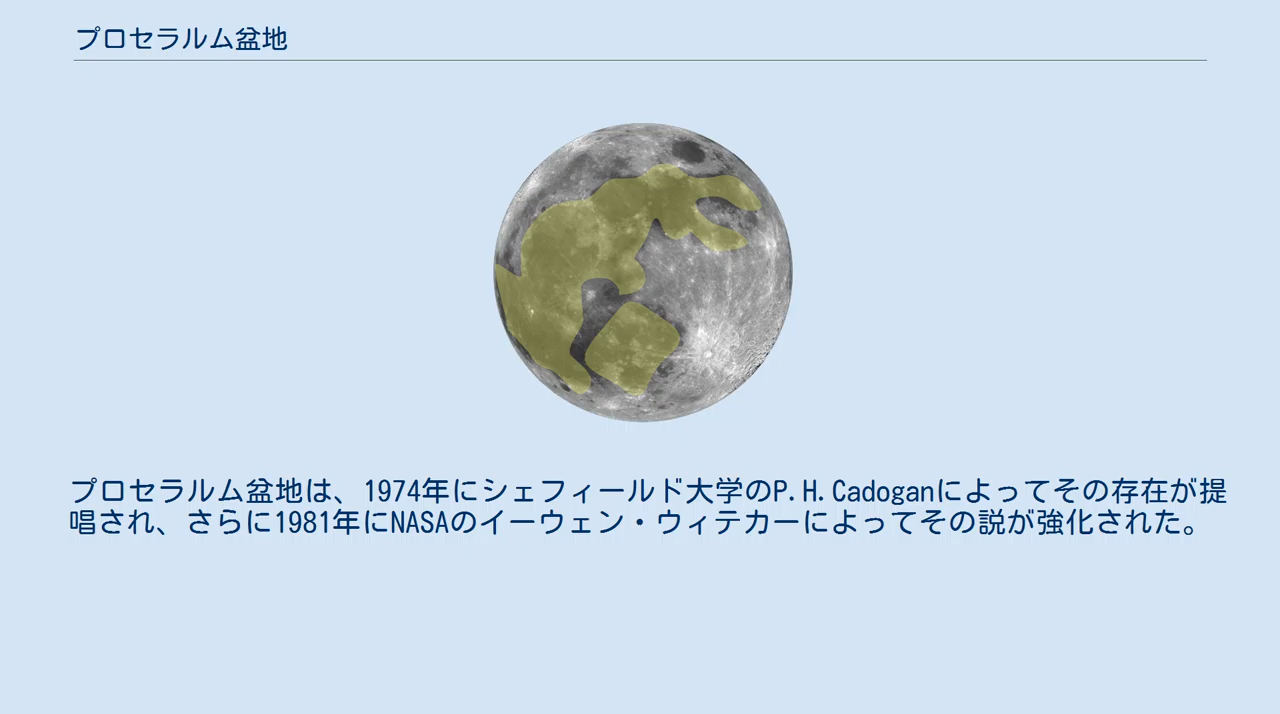 プロセラルム盆地
プロセラルム盆地は、1974年にシェフィールド大学のP.H.Cadoganによってその存在が提
唱され、さらに1981年にNASAのイーウェン・ウィテカーによってその説が強化された。